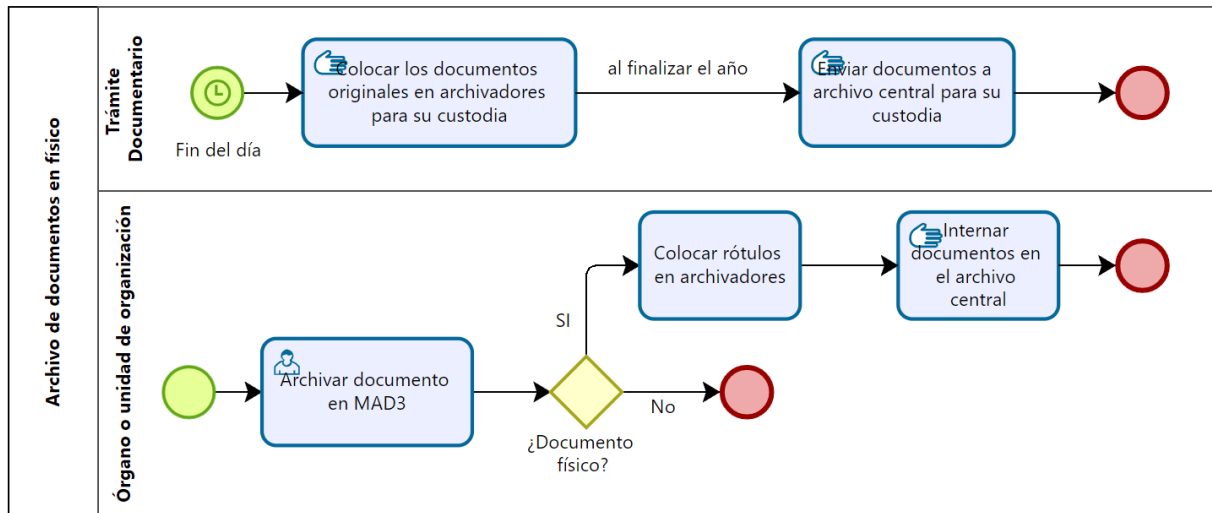 Archivo de documentos en físico
Trámite
Documentario
Fin del día
Colocar los documentos
originales en archivadores
para su custodia
al finalizar el año
Enviar documentos a
archivo central para su
custodia
Órgano o unidad de organización
Archivar documento
en MAD3
¿Documento
físico?
SI
No
Colocar rótulos
en archivadores
Internar
documentos en
el archivo
central